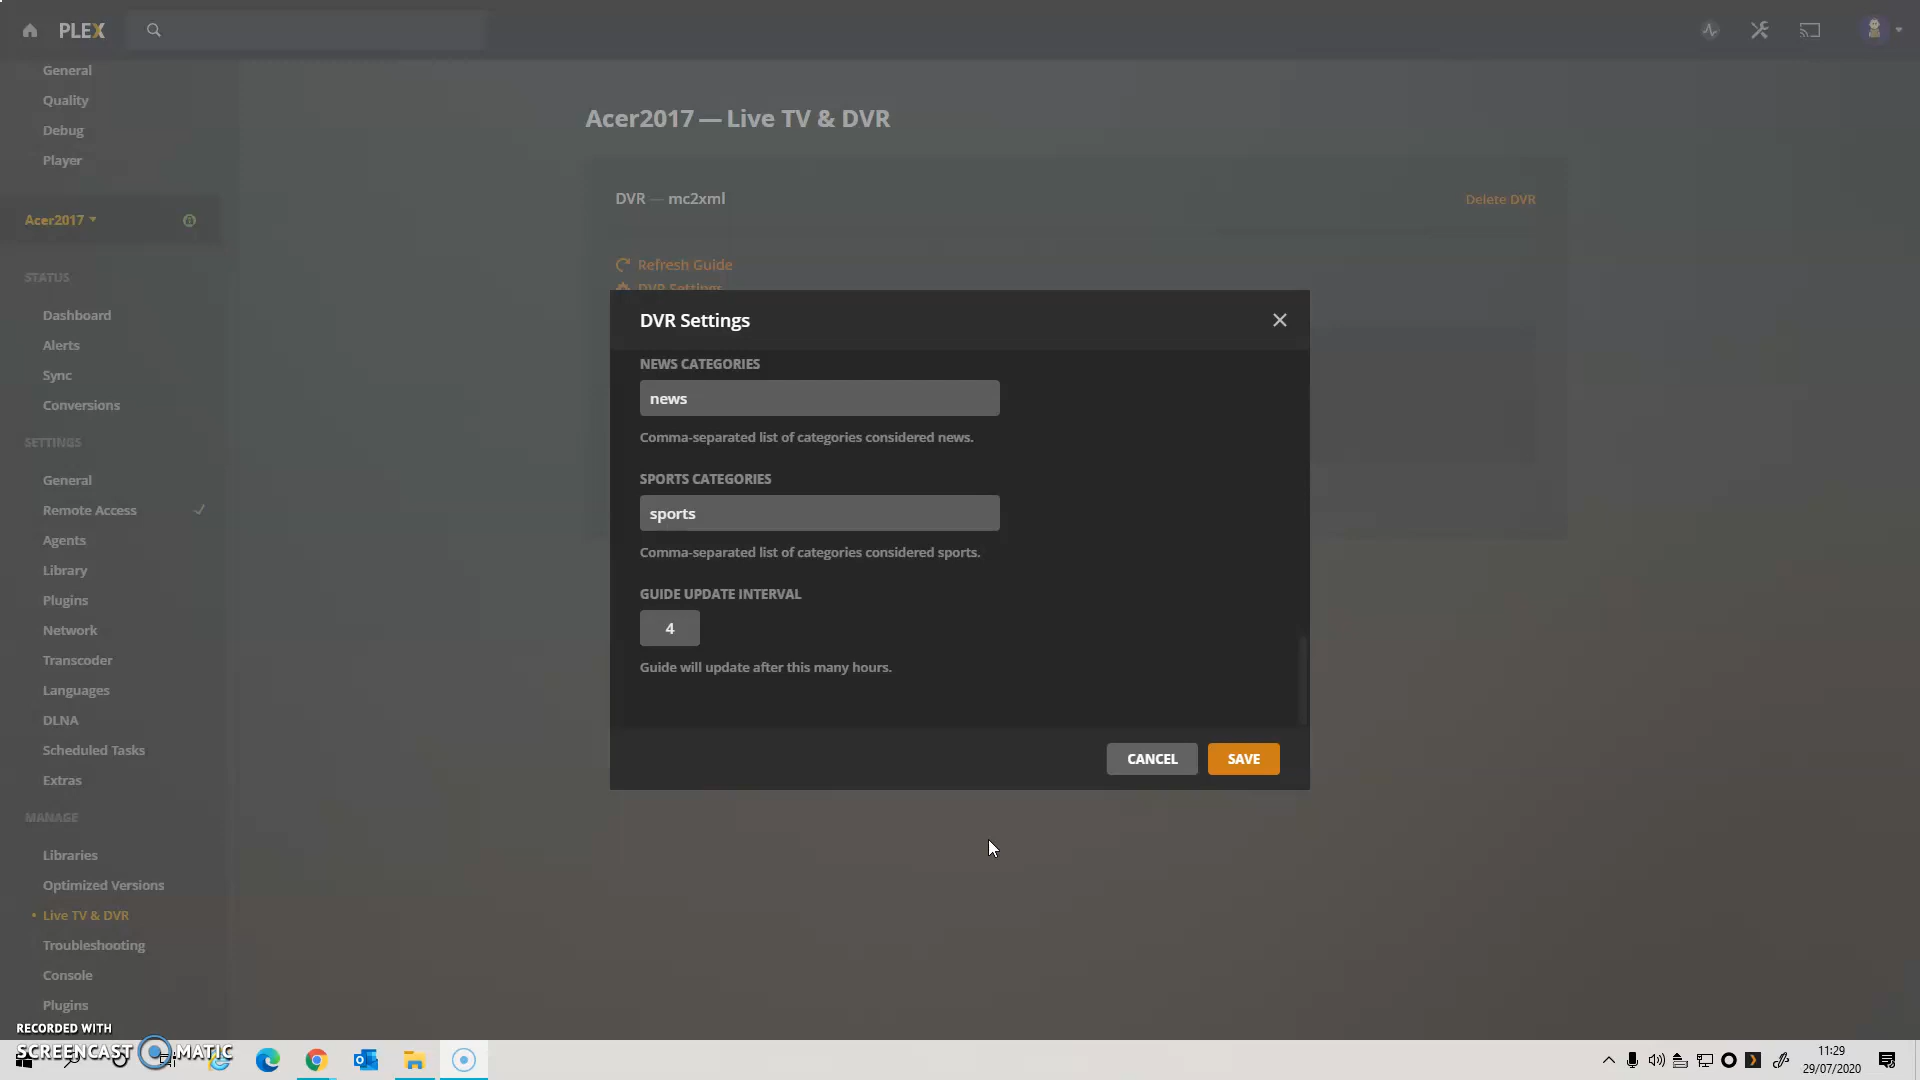 PLEX
General
Quality
Debug
Player
Acer2017
STATUS
Dashboard
Alerts
Sync
Conversions
SETTINGS
General
Remote Access
Agents
Library
Plugins
Network
Transcoder
Languages
DLNA
Scheduled Tasks
Extras
MANAGE
Libraries
Optimized Versions
Live TV & DVR
Troubleshooting
Console
Plugins
Acer2017 — Live TV & DVR
DVR — mc2xml
Delete DVR
Refresh Guide
DVR Settings
DVR Settings
NEWS CATEGORIES
news
Comma-separated list of categories considered news.
SPORTS CATEGORIES
sports
Comma-separated list of categories considered sports.
GUIDE UPDATE INTERVAL
4
Guide will update after this many hours.
CANCEL
SAVE
RECORDED WITH
SCREENCAST MATIC
11:29
29/07/2020